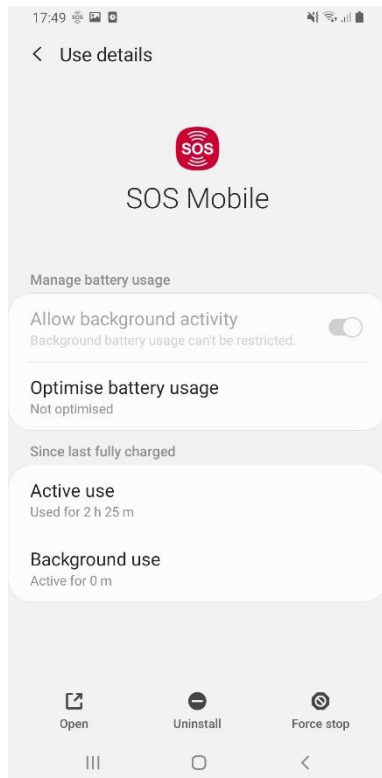 17:49
Use details
SOS
SOS Mobile
Manage battery usage
Allow background activity
Background battery usage can't be restricted.
Optimise battery usage
Not optimised
Since last fully charged
Active use
Used for 2 h 25 m
Background use
Active for 0 m
Open Uninstall Force stop